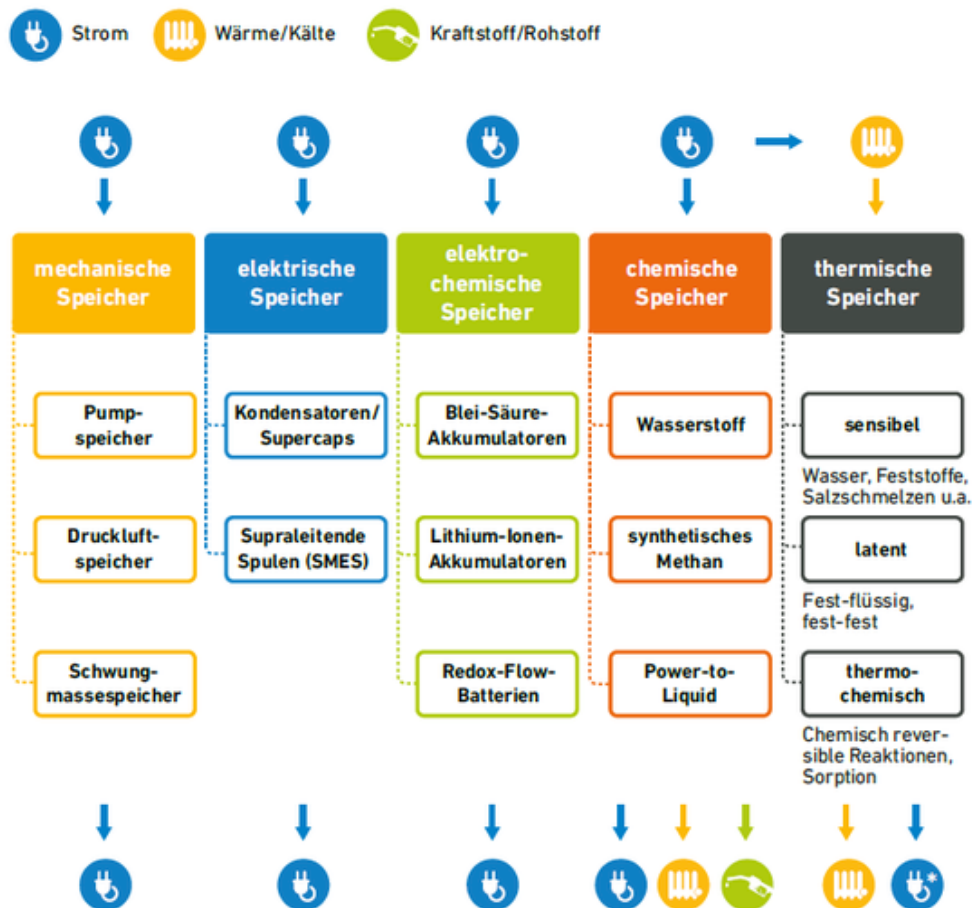 Strom
Wärme/Kälte
Kraftstoff/Rohstoff
mechanische
Speicher
elektrische
Speicher
elektro-
chemische
Speicher
chemische
Speicher
thermische
Speicher
Pump-
speicher
Kondensatoren/
Supercaps
Blei-Säure-
Akkumulatoren
Wasserstoff
sensibel
Wasser, Feststoffe,
Salzschmelzen u.a.
Druckluft-
speicher
Supraleitende
Spulen (SMES)
Lithium-Ionen-
Akkumulatoren
synthetisches
Methan
latent
Fest-flüssig,
fest-fest
Schwung-
massespeicher
Redox-Flow-
Batterien
Power-to-
Liquid
thermo-
chemisch
Chemisch rever-
sible Reaktionen,
Sorption
*